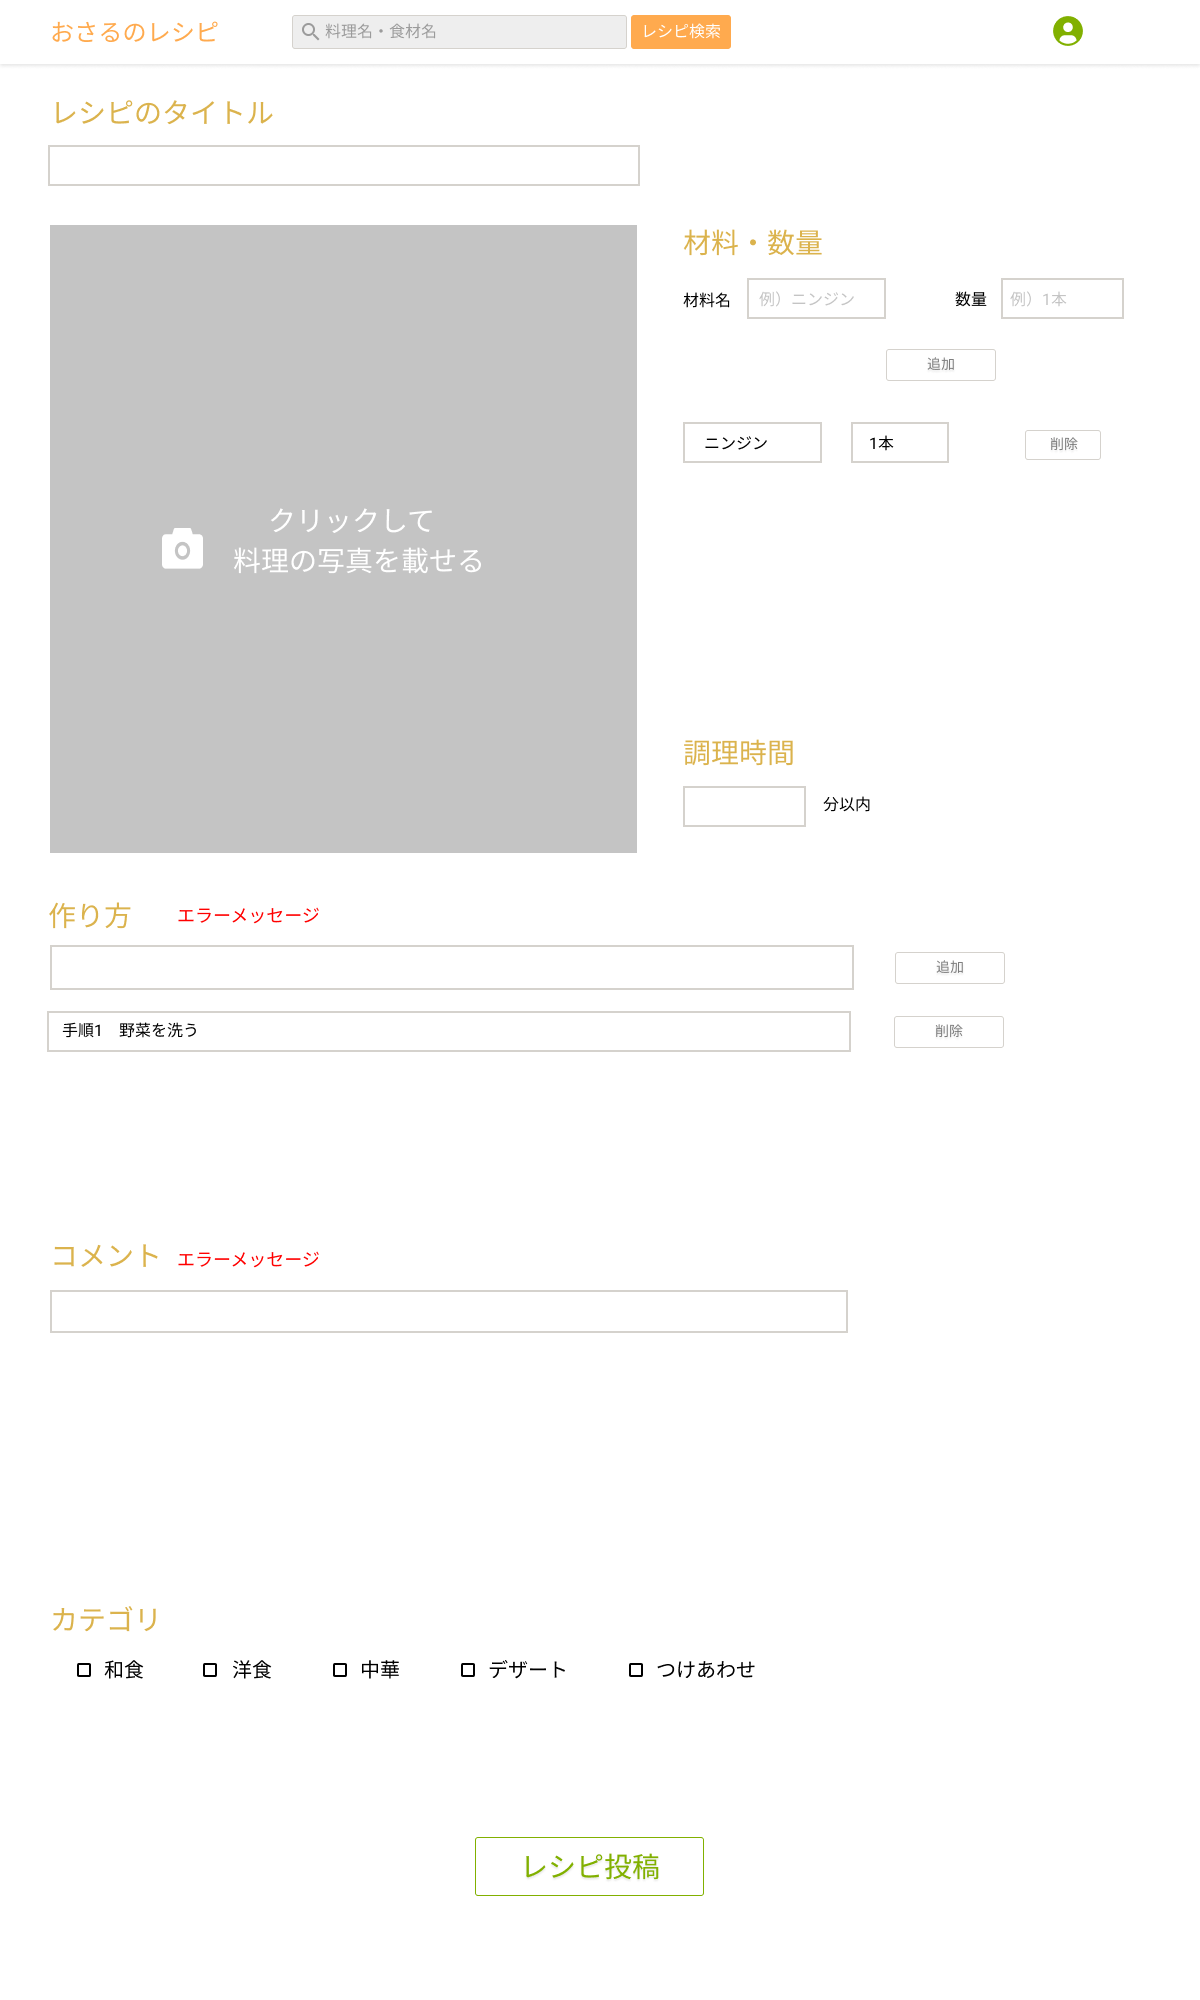 おさるのレシピ
料理名・食材名
レシピ検索
レシピのタイトル
クリックして
料理の写真を載せる
材料・数量
材料名
例）ニンジン
数量
例）1本
追加
ニンジン
1本
削除
調理時間
分以内
作り方
エラーメッセージ
追加
手順1　野菜を洗う
削除
コメント
エラーメッセージ
カテゴリ
和食
洋食
中華
デザート
つけあわせ
レシピ投稿